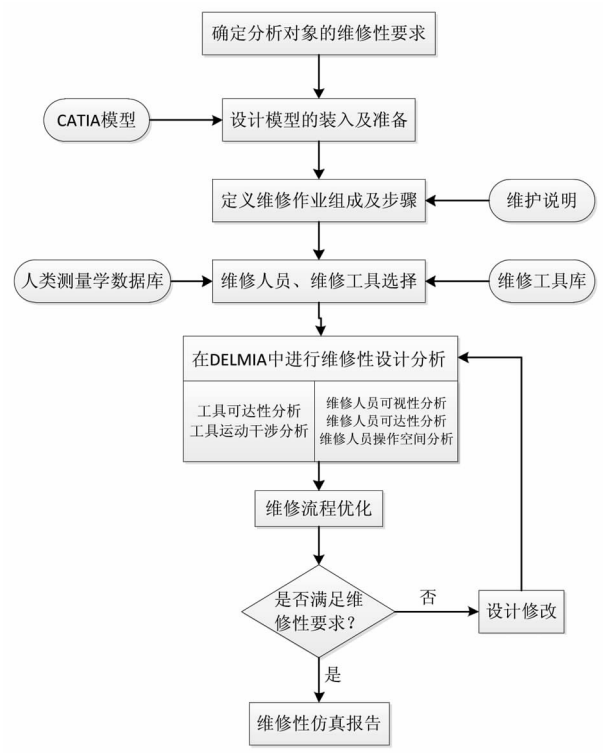 确定分析对象的维修性要求
CATIA模型
设计模型的装入及准备
定义维修作业组成及步骤
维护说明
人类测量学数据库
维修人员、维修工具选择
维修工具库
在DELMIA中进行维修性设计分析
工具可达性分析
工具运动干涉分析
维修人员可视性分析
维修人员可达性分析
维修人员操作空间分析
维修流程优化
是否满足维
修性要求？
否
设计修改
是
维修性仿真报告